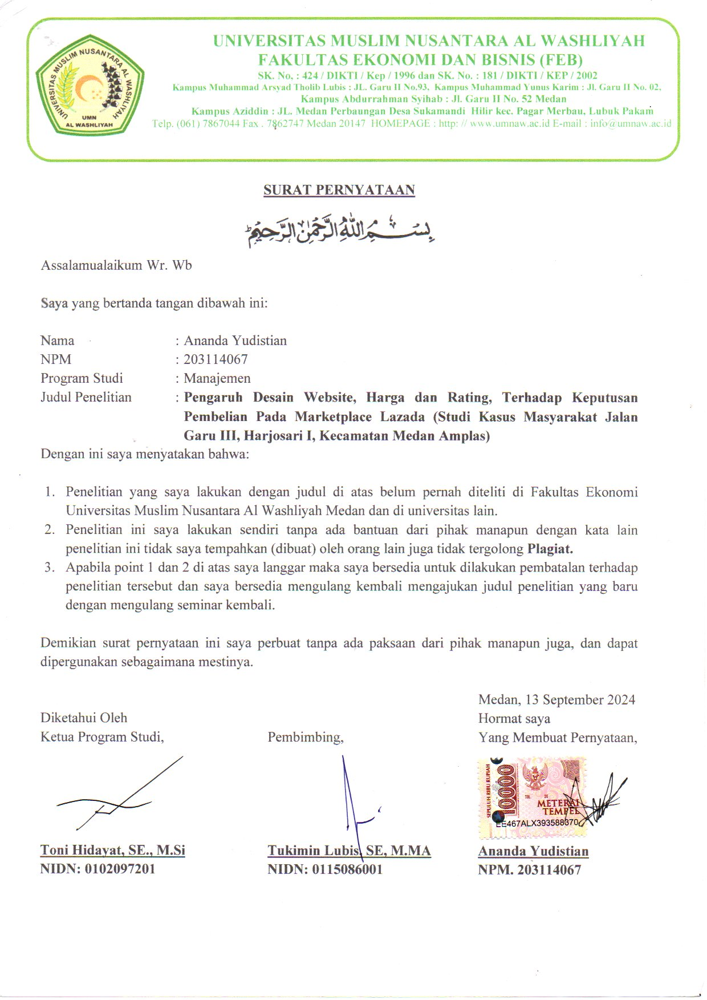 UNIVERSITAS MUSLIM NUSANTARA AL WASHLIYAH
UMN
AL WASHLIYAH
UNIVERSITAS MUSLIM NUSANTARA AL WASHLIYAH
FAKULTAS EKONOMI DAN BISNIS (FEB)
SK. No. : 424 / DIKTI / Kep / 1996 dan SK. No. : 181 / DIKTI / KEP / 2002
Kampus Muhammad Arsyad Tholib Lubis : JL. Garu II No.93, Kampus Muhammad Yunus Karim : Jl. Garu II No. 02,
Kampus Abdurrahman Syihab : Jl. Garu II No. 52 Medan
Kampus Aziddin : JL. Medan Perbaungan Desa Sukamandi Hilir kec. Pagar Merbau, Lubuk Pakam
Telp. (061) 7867044 Fax . 7862747 Medan 20147 HOMEPAGE : http: // www.umnaw.ac.id E-mail : info@umnaw.ac.id
SURAT PERNYATAAN
بِسْمِ اللَّهِ الرَّحْمَٰنِ الرَّحِيمِ
Assalamualaikum Wr. Wb
Saya yang bertanda tangan dibawah ini:
Nama : Ananda Yudistian
NPM : 203114067
Program Studi : Manajemen
Judul Penelitian : Pengaruh Desain Website, Harga dan Rating, Terhadap Keputusan
Pembelian Pada Marketplace Lazada (Studi Kasus Masyarakat Jalan
Garu III, Harjosari I, Kecamatan Medan Amplas)
Dengan ini saya menyatakan bahwa:
1. Penelitian yang saya lakukan dengan judul di atas belum pernah diteliti di Fakultas Ekonomi
Universitas Muslim Nusantara Al Washliyah Medan dan di universitas lain.
2. Penelitian ini saya lakukan sendiri tanpa ada bantuan dari pihak manapun dengan kata lain
penelitian ini tidak saya tempahkan (dibuat) oleh orang lain juga tidak tergolong Plagiat.
3. Apabila point 1 dan 2 di atas saya langgar maka saya bersedia untuk dilakukan pembatalan terhadap
penelitian tersebut dan saya bersedia mengulang kembali mengajukan judul penelitian yang baru
dengan mengulang seminar kembali.
Demikian surat pernyataan ini saya perbuat tanpa ada paksaan dari pihak manapun juga, dan dapat
dipergunakan sebagaimana mestinya.
Medan, 13 September 2024
Diketahui Oleh Hormat saya
Ketua Program Studi, Pembimbing, Yang Membuat Pernyataan,
SEPULUH RIBU RUPIAH
10000
TGL. 20
METERAI
TEMPEL
EE467ALX393588370
Toni Hidayat, SE., M.Si Tukimin Lubis, SE, M.MA Ananda Yudistian
NIDN: 0102097201 NIDN: 0115086001 NPM. 203114067